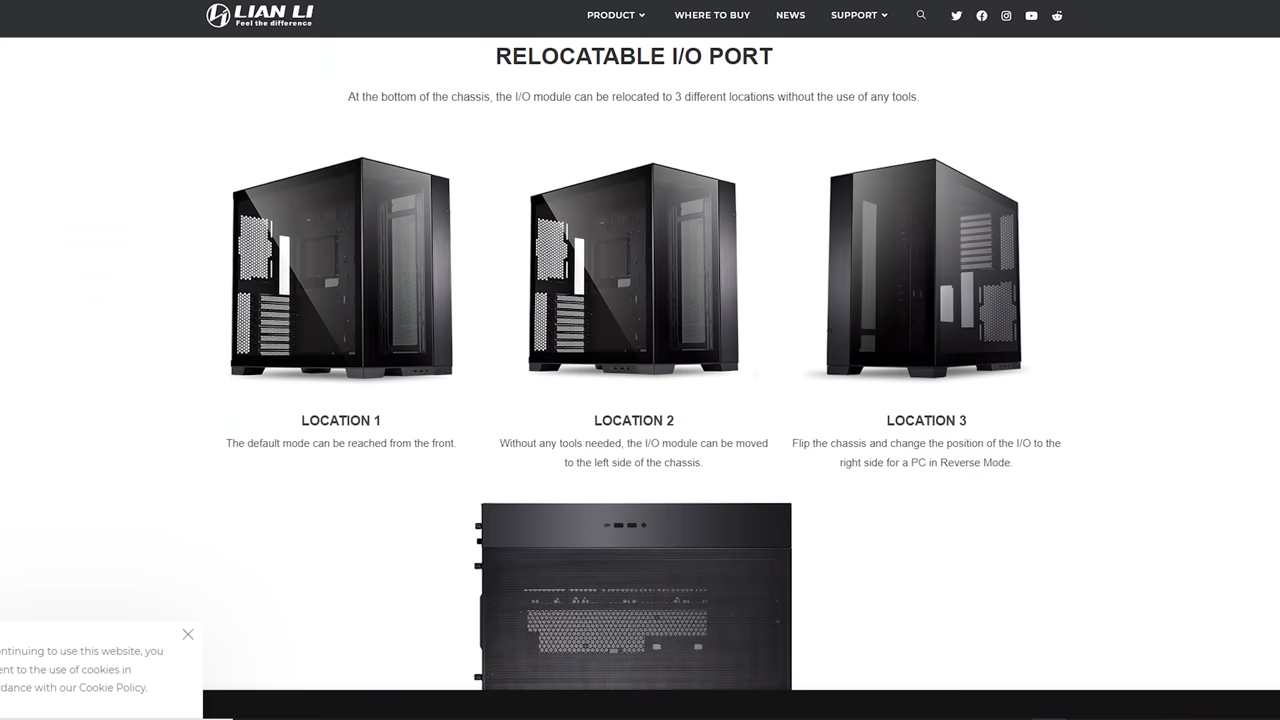 LIAN LI
Feel the difference
PRODUCT
WHERE TO BUY
NEWS
SUPPORT
RELOCATABLE I/O PORT
At the bottom of the chassis, the I/O module can be relocated to 3 different locations without the use of any tools.
LOCATION 1
The default mode can be reached from the front.
LOCATION 2
Without any tools needed, the I/O module can be moved
to the left side of the chassis.
LOCATION 3
Flip the chassis and change the position of the I/O to the
right side for a PC in Reverse Mode.
ontinuing to use this website, you
ent to the use of cookies in
rdance with our Cookie Policy.